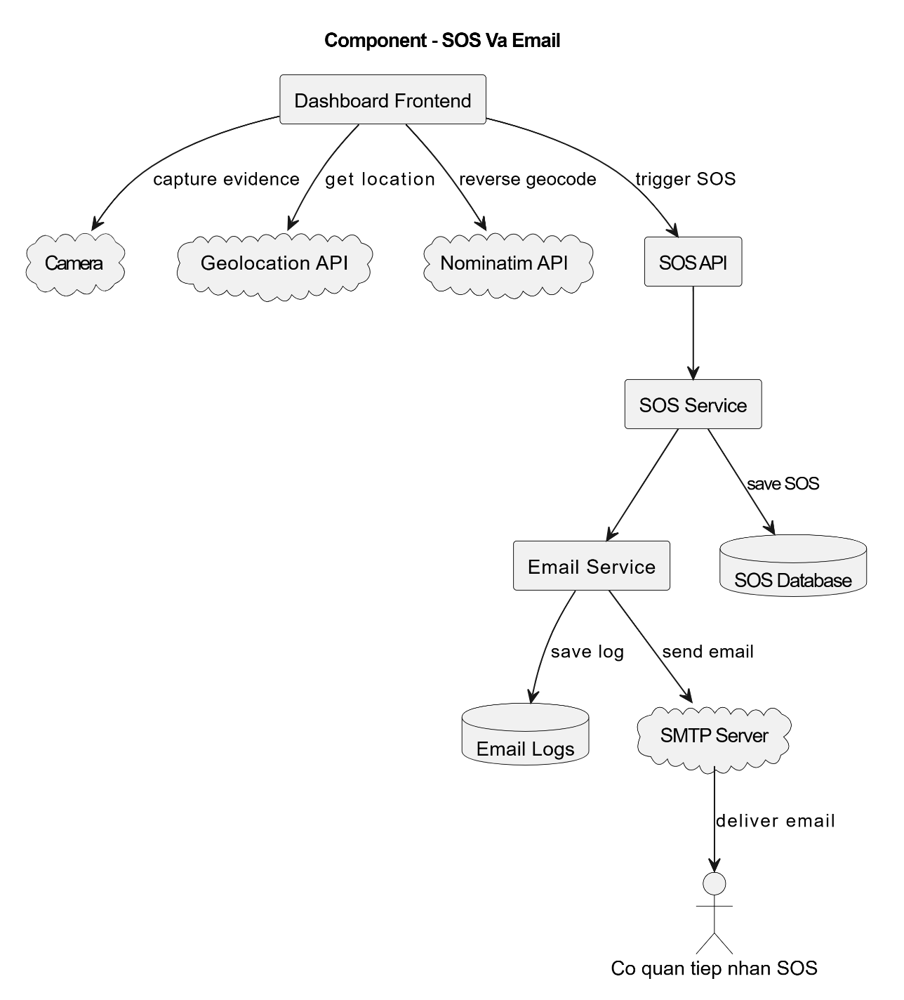 Component - SOS Va Email
Dashboard Frontend
capture evidence
get location
reverse geocode
trigger SOS
Camera
Geolocation API
Nominatim API
SOS API
SOS Service
save SOS
Email Service
SOS Database
save log
send email
Email Logs
SMTP Server
deliver email
Co quan tiep nhan SOS